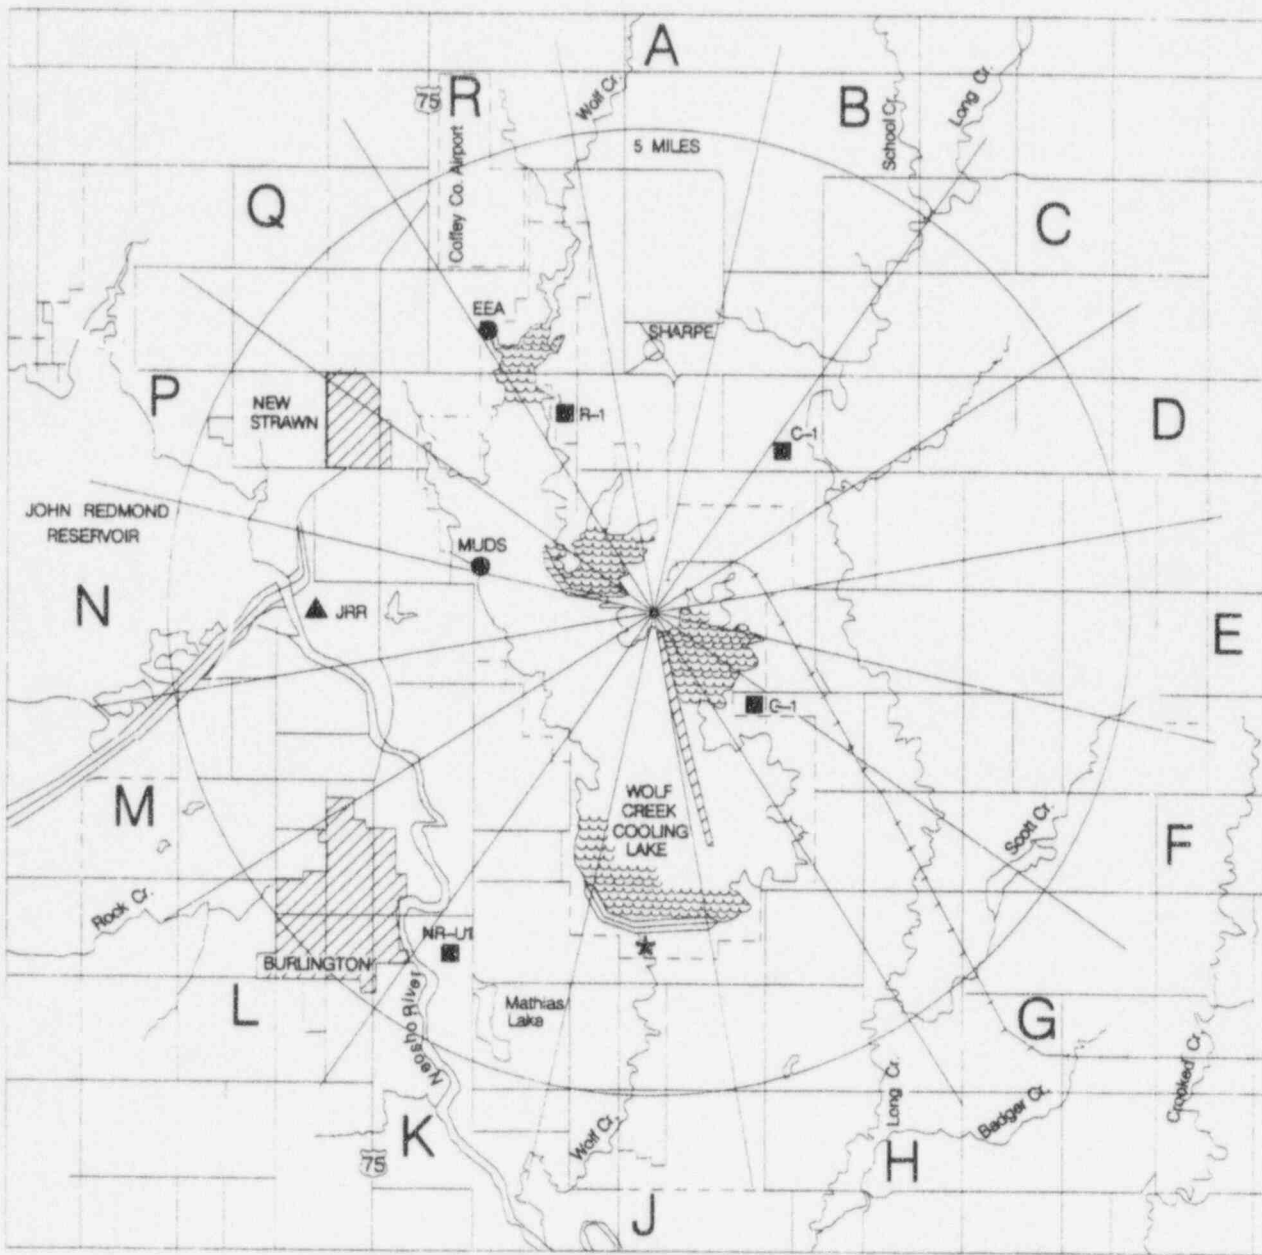 A
R
75
B
Wolf Cr.
School Cr.
Long Cr.
5 MILES
Coffey Co. Airport
Q
C
EEA
SHARPE
P
NEW
STRAWN
R-1
D
C-1
JOHN REDMOND
RESERVOIR
MUDS
N
JRR
E
G-1
M
WOLF
CREEK
COOLING
LAKE
Scott Cr.
F
Rock Cr.
NR-U1
BURLINGTON
L
Neosho River
Mathias
Lake
G
Long Cr.
Badger Cr.
Crooked Cr.
K
75
Wolf Cr.
H
J